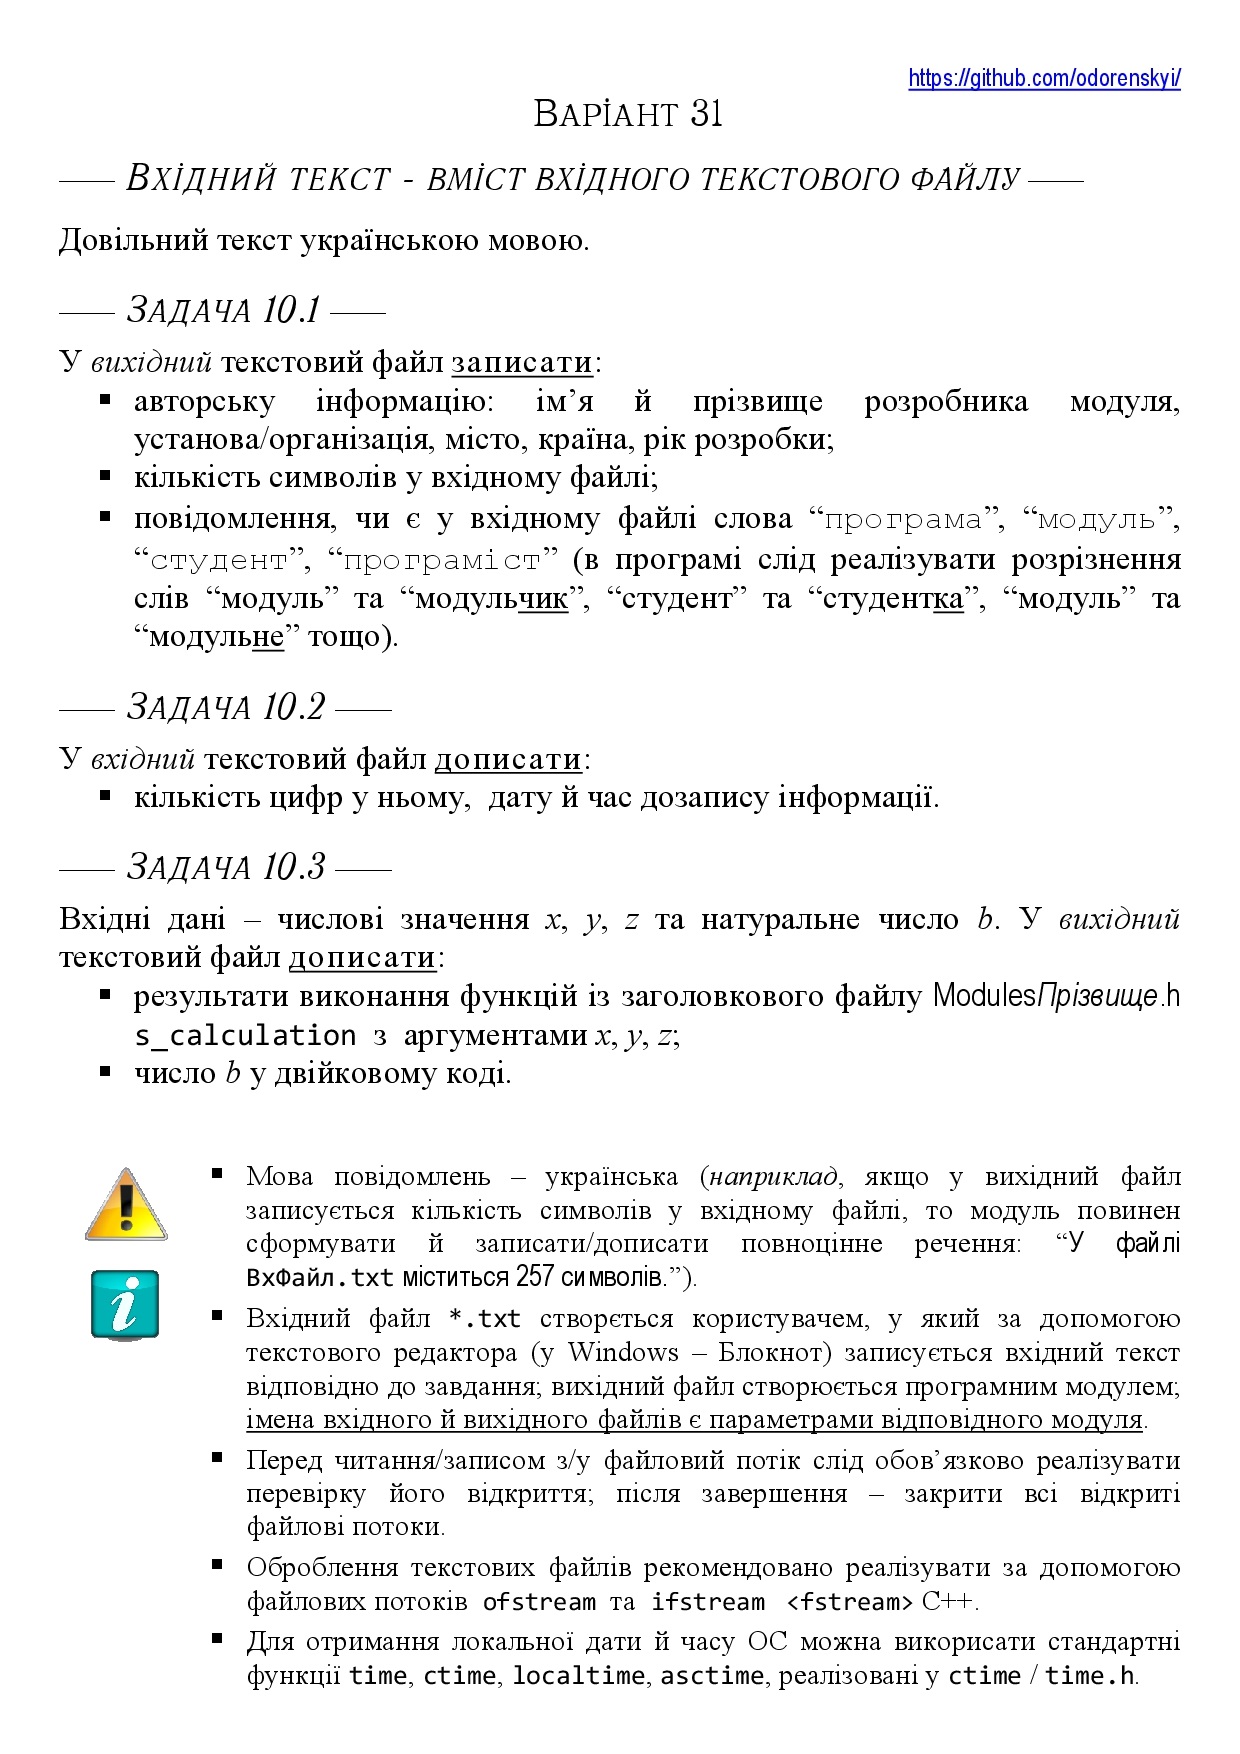 https://github.com/odorenskyi/
Варіант 31
Вхідний текст - вміст вхідного текстового файлу
Довільний текст українською мовою.
Задача 10.1
У вихідний текстовий файл записати:
▪ авторську інформацію: ім’я й прізвище розробника модуля,
установа/організація, місто, країна, рік розробки;
▪ кількість символів у вхідному файлі;
▪ повідомлення, чи є у вхідному файлі слова “програма”, “модуль”,
“студент”, “програміст” (в програмі слід реалізувати розрізнення
слів “модуль” та “модульчик”, “студент” та “студентка”, “модуль” та
“модульне” тощо).
Задача 10.2
У вхідний текстовий файл дописати:
▪ кількість цифр у ньому, дату й час дозапису інформації.
Задача 10.3
Вхідні дані – числові значення x, y, z та натуральне число b. У вихідний
текстовий файл дописати:
▪ результати виконання функцій із заголовкового файлу ModulesПрізвище.h
s_calculation з аргументами x, y, z;
▪ число b у двійковому коді.
▪ Мова повідомлень – українська (наприклад, якщо у вихідний файл
записується кількість символів у вхідному файлі, то модуль повинен
сформувати й записати/дописати повноцінне речення: “У файлі
ВхФайл.txt міститься 257 символів.”).
▪ Вхідний файл *.txt створється користувачем, у який за допомогою
текстового редактора (у Windows – Блокнот) записується вхідний текст
відповідно до завдання; вихідний файл створюється програмним модулем;
імена вхідного й вихідного файлів є параметрами відповідного модуля.
▪ Перед читання/записом з/у файловий потік слід обов’язково реалізувати
перевірку його відкриття; після завершення – закрити всі відкриті
файлові потоки.
▪ Оброблення текстових файлів рекомендовано реалізувати за допомогою
файлових потоків ofstream та ifstream <fstream> С++.
▪ Для отримання локальної дати й часу ОС можна використи стандартні
функції time, ctime, localtime, asctime, реалізовані у ctime / time.h.